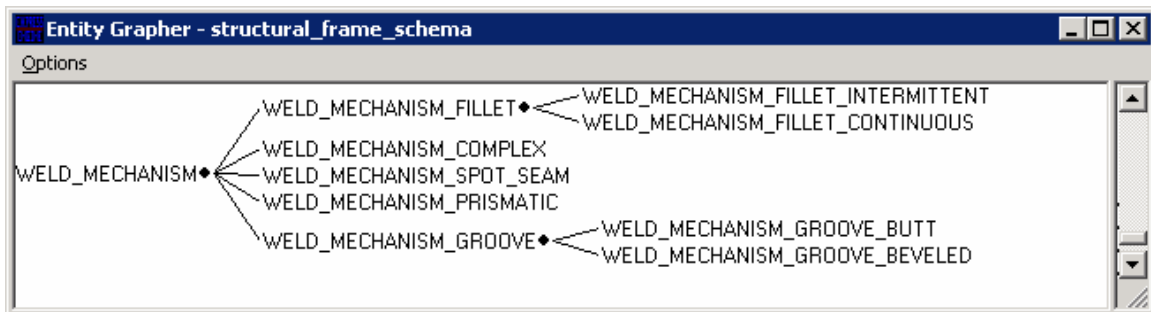 Entity Grapher - structural_frame_schema
Options
WELD_MECHANISM_FILLET_INTERMITTENT
WELD_MECHANISM_FILLET
WELD_MECHANISM_FILLET_CONTINUOUS
WELD_MECHANISM_COMPLEX
WELD_MECHANISM
WELD_MECHANISM_SPOT_SEAM
WELD_MECHANISM_PRISMATIC
WELD_MECHANISM_GROOVE_BUTT
WELD_MECHANISM_GROOVE
WELD_MECHANISM_GROOVE_BEVELED